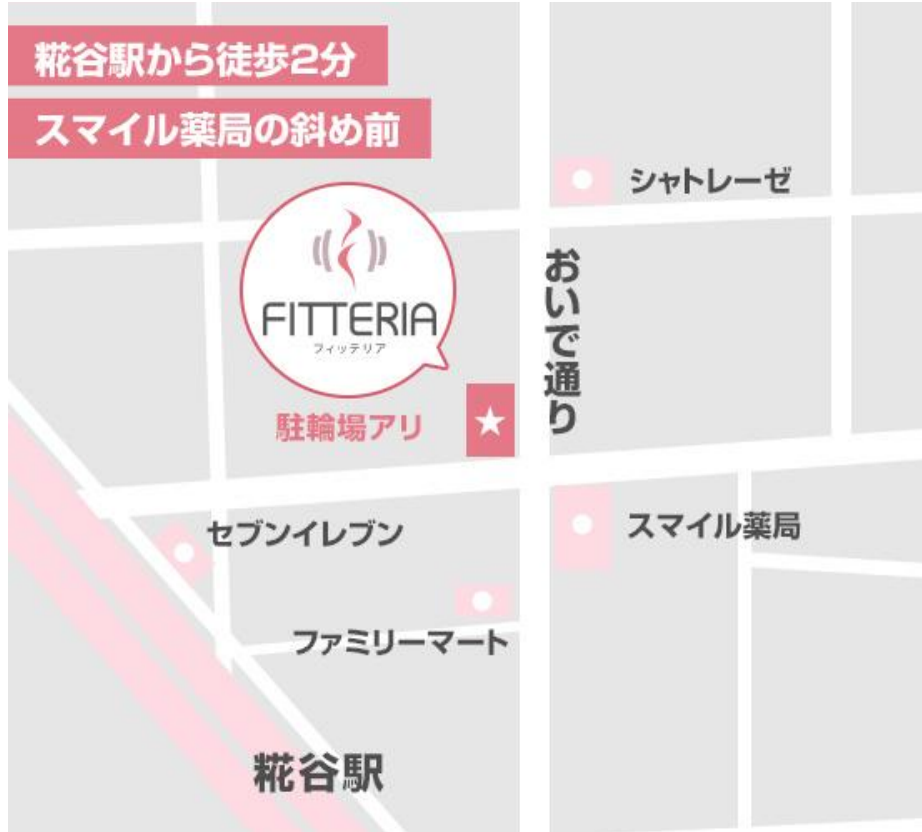 糀谷駅から徒歩2分
スマイル薬局の斜め前
シャトレーゼ
FITTERIA
フィッテリア
おいで通り
駐輪場アリ
セブンイレブン
スマイル薬局
ファミリーマート
糀谷駅